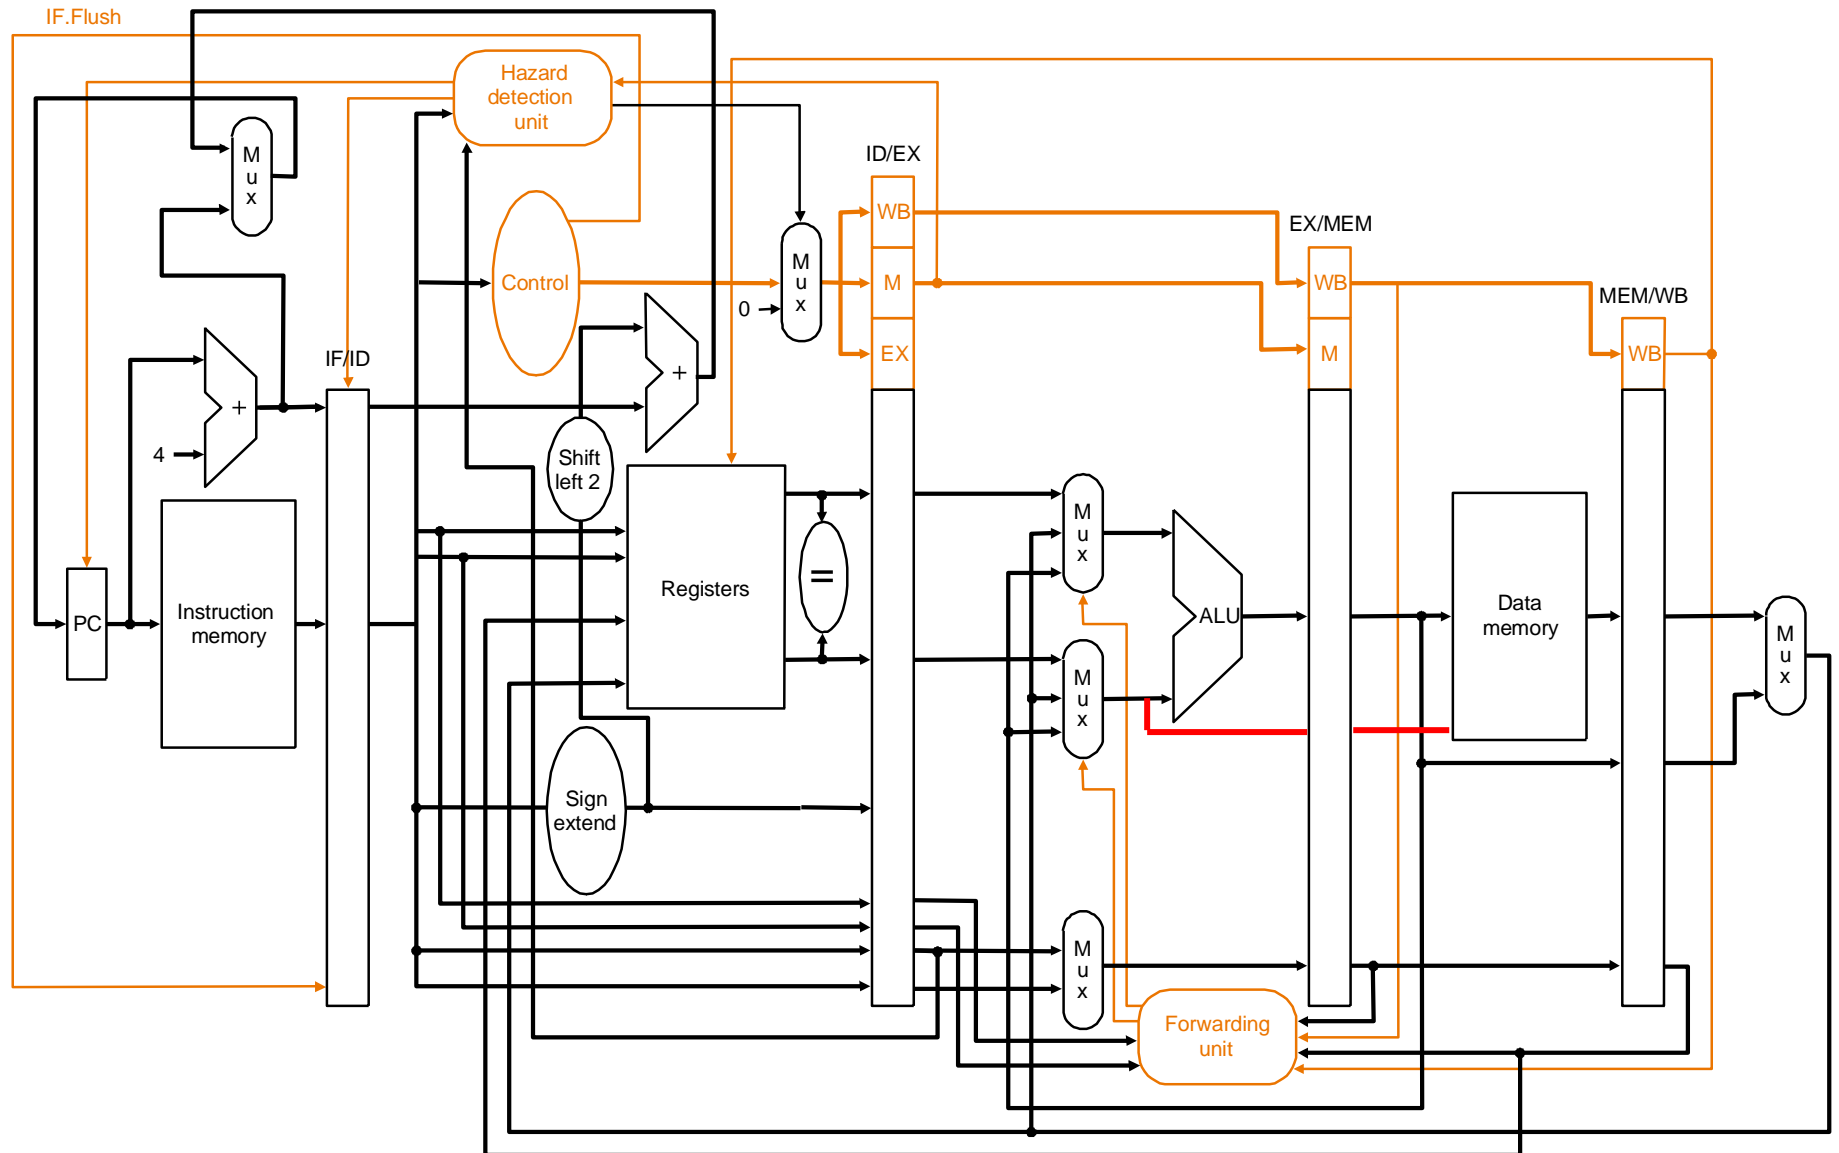 IF.Flush
Hazard
detection
unit
M
u
x
ID/EX
WB
M
EX
Control
M
u
x
0
EX/MEM
WB
M
MEM/WB
WB
IF/ID
+
4
+
Shift
left 2
PC
Instruction
memory
Registers
=
M
u
x
M
u
x
ALU
Data
memory
M
u
x
Sign
extend
M
u
x
Forwarding
unit